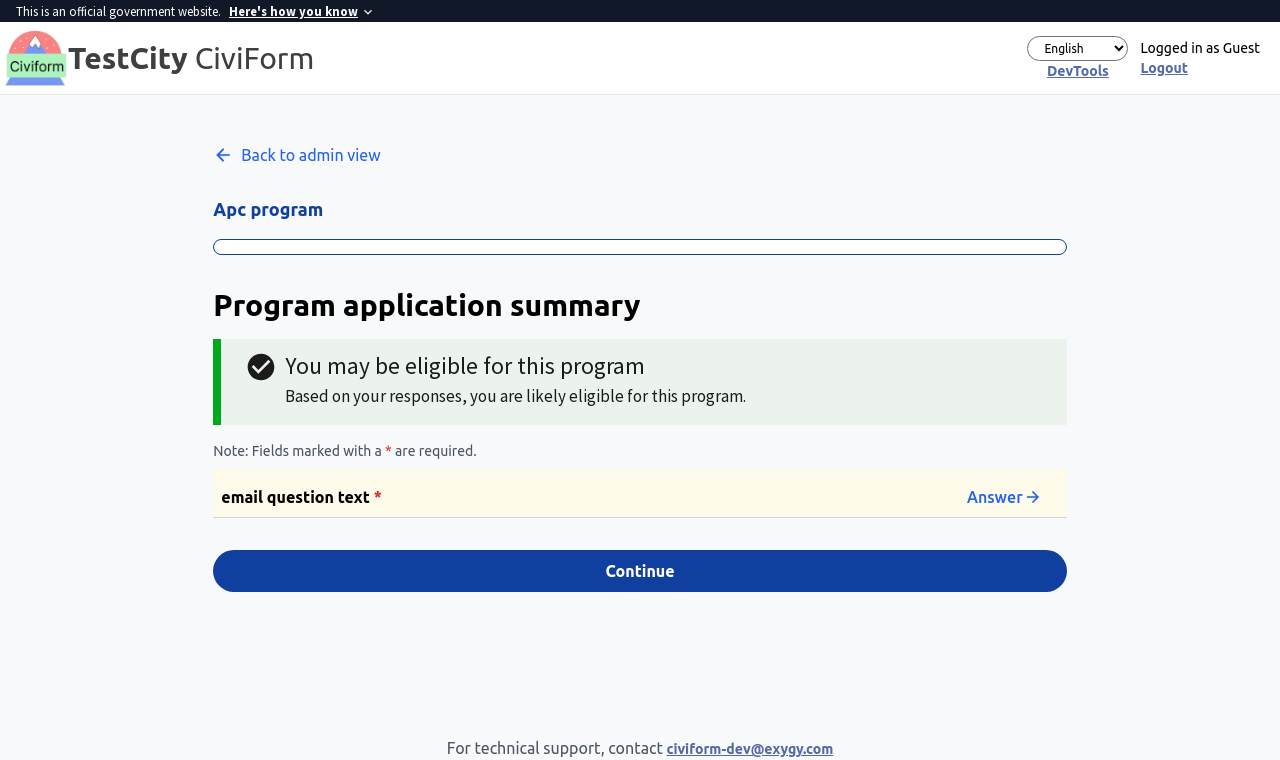 This is an official government website. Here's how you know
Civiform
TestCity CiviForm
English
DevTools
Logged in as Guest
Logout
Back to admin view
Apc program
Program application summary
You may be eligible for this program
Based on your responses, you are likely eligible for this program.
Note: Fields marked with a * are required.
email question text * Answer
Continue
For technical support, contact civiform-dev@exygy.com